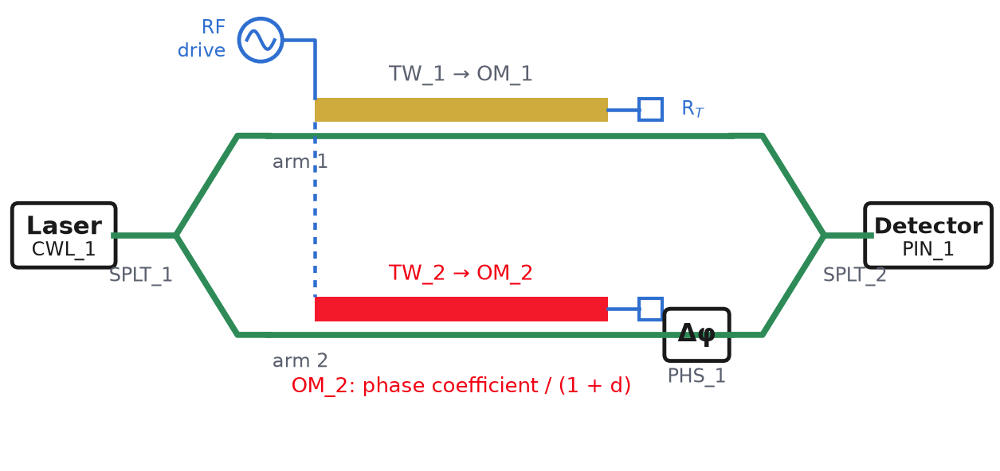 RF
drive
TW_1 → OM_1
R_T
arm 1
Laser
CWL_1
Detector
PIN_1
SPLT_1
SPLT_2
TW_2 → OM_2
Δφ
arm 2
PHS_1
OM_2: phase coefficient / (1 + d)